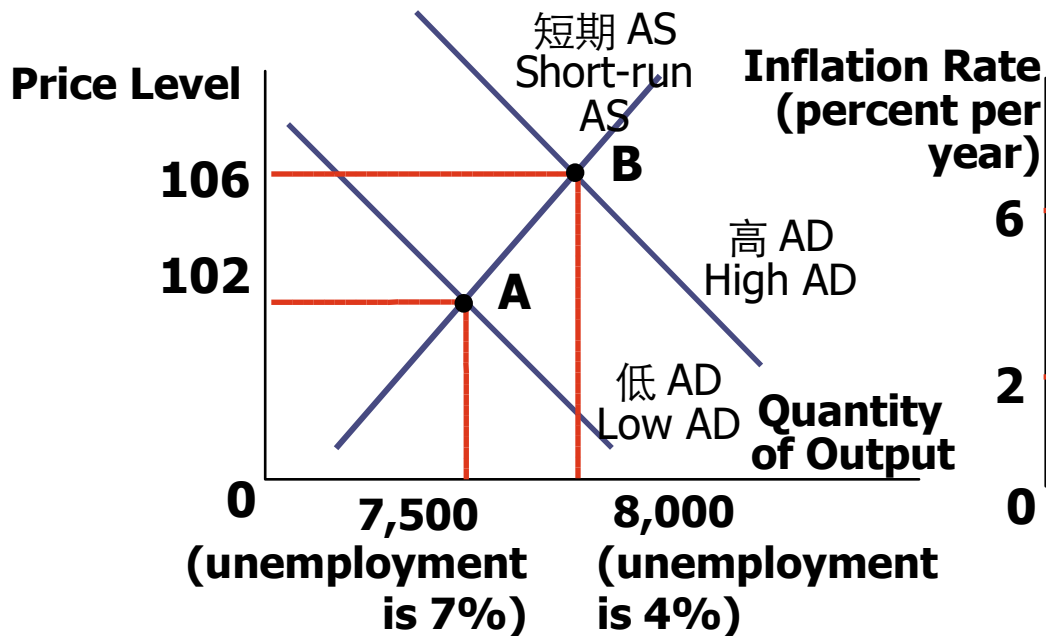 Price Level
106
102
0
短期 AS
Short-run
AS
B
A
高 AD
High AD
低 AD
Low AD
Quantity
of Output
7,500
(unemployment
is 7%)
8,000
(unemployment
is 4%)
Inflation Rate
(percent per
year)
6
2
0